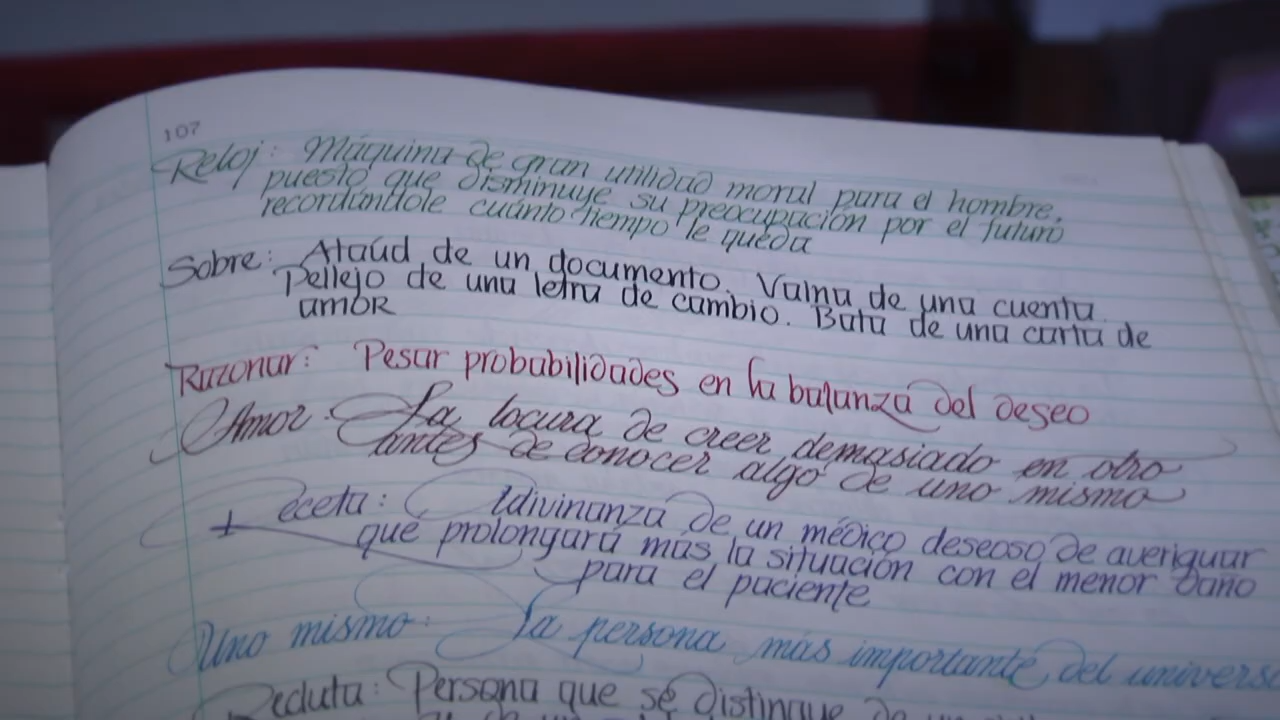 107
Reloj: Máquina de gran utilidad moral para el hombre,
puesto que disminuye su preocupación por el futuro
recordándole cuánto tiempo le queda
Sobre: Ataúd de un documento. Vaina de una cuenta.
Pellejo de una letra de cambio. Bata de una carta de
amor
Razonar: Pesar probabilidades en la balanza del deseo
Amor. La locura de creer demasiado en otro
antes de conocer algo de uno mismo
Receta: Adivinanza de un médico deseoso de averiguar
que prolongará más la situación con el menor daño
para el paciente
Uno mismo: La persona más importante del universo
Recluta: Persona que se distingue de un